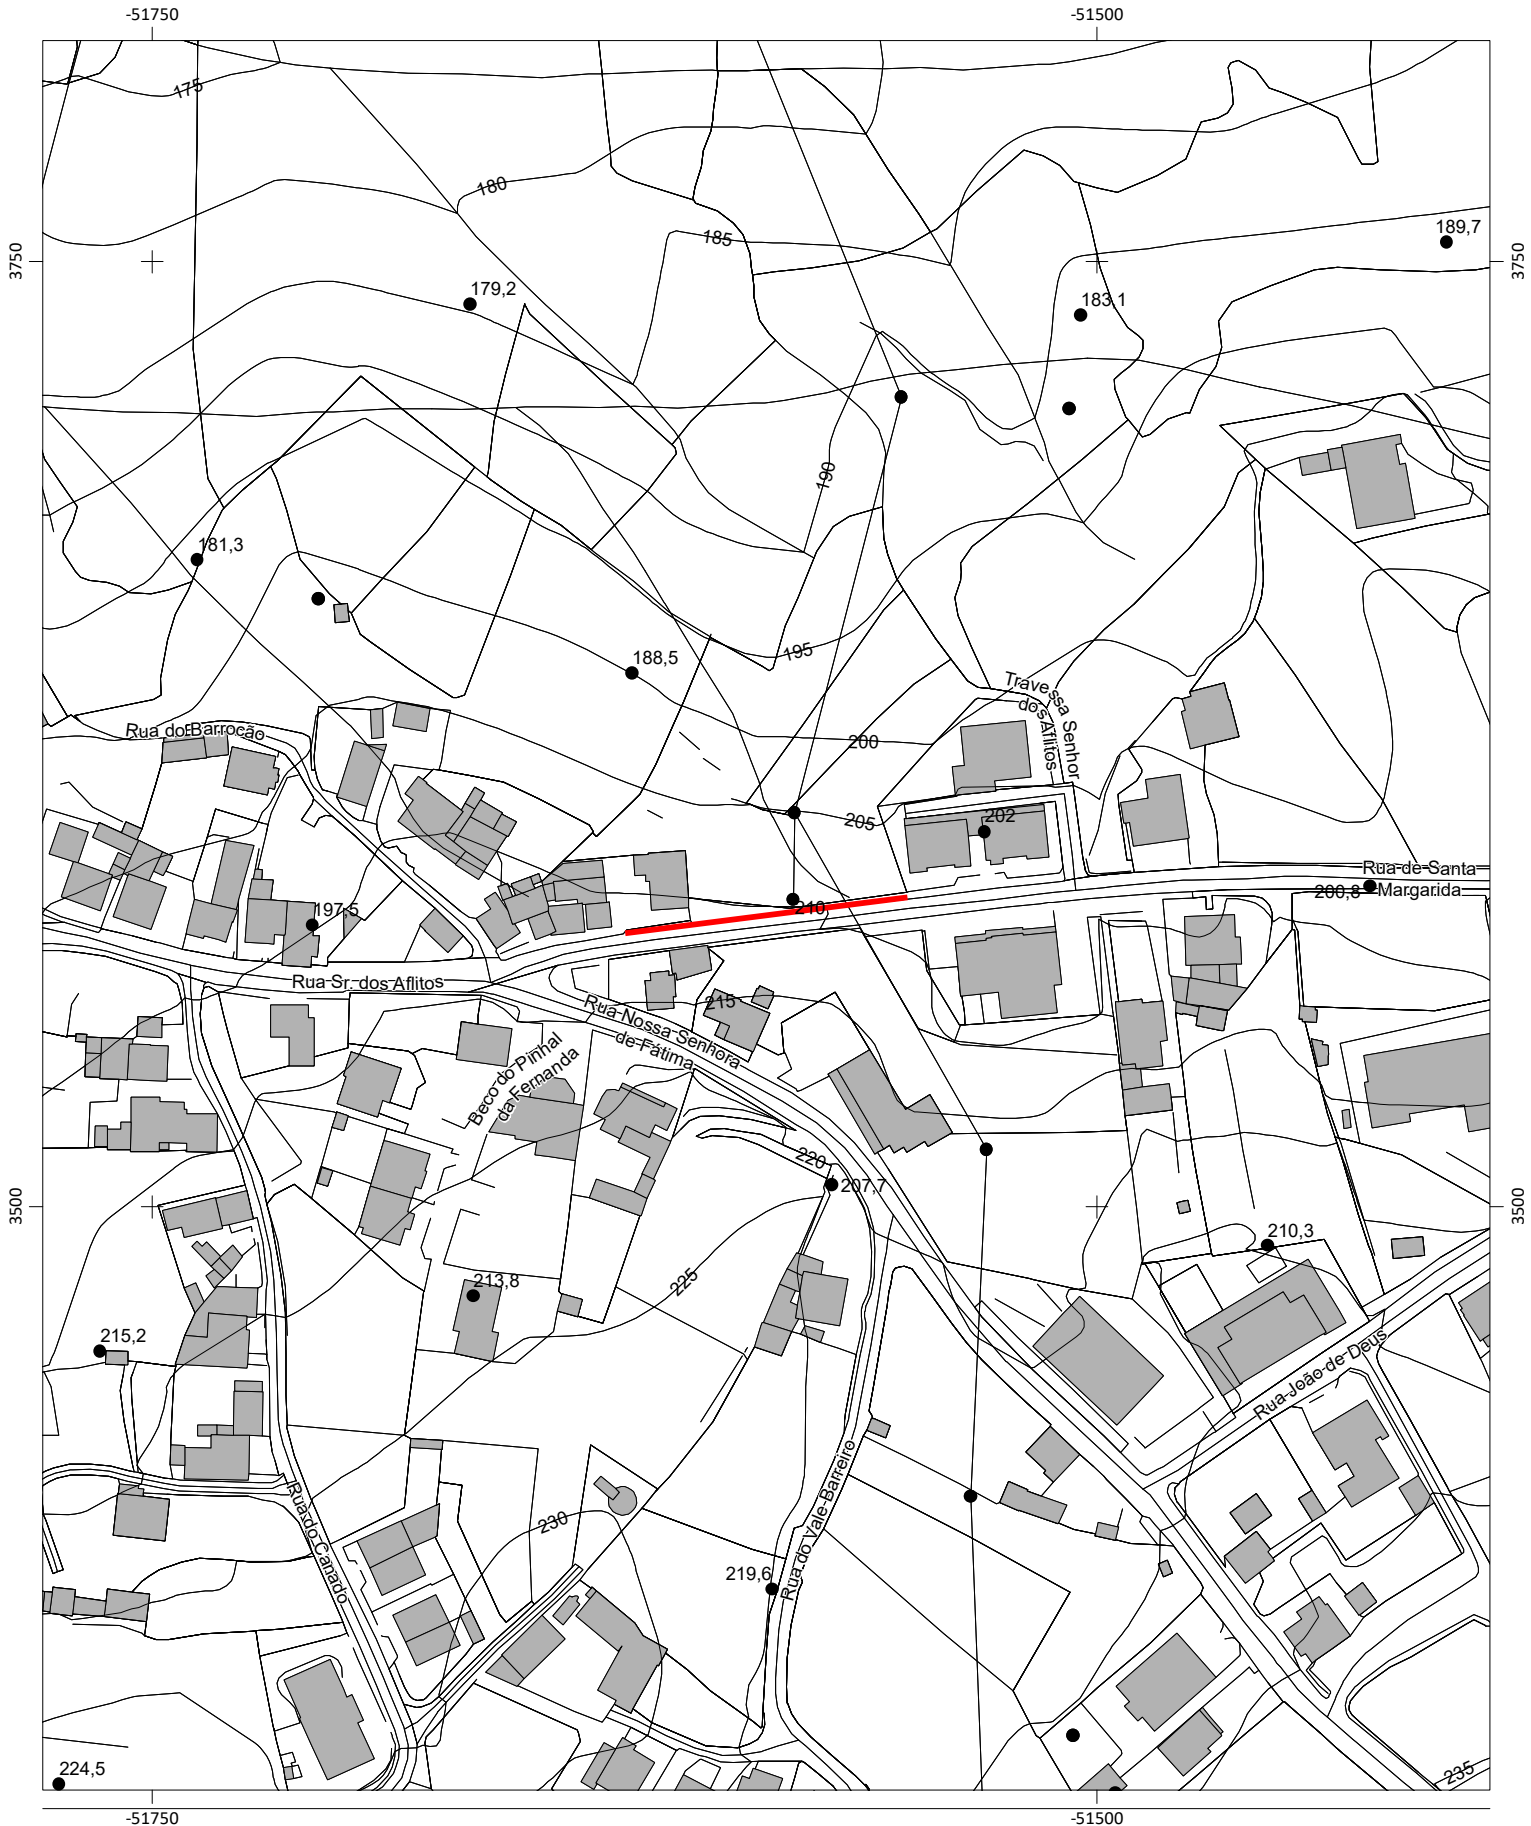 -51750
-51500
175
180
185
189,7
3750
3750
179,2
183,1
190
181,3
188,5
195
Travessa Senhor
dos Aflitos
Rua do Barrocão
200
205
202
Rua de Santa
Margarida
200,8
197,5
210
Rua Sr. dos Aflitos
215
Rua Nossa Senhora
de Fátima
Beco do Pinhal
da Fernanda
220
207,7
3500
3500
210,3
213,8
225
215,2
Rua João de Deus
Rua do Vale Barreiro
Rua do Canado
230
219,6
224,5
235
-51750
-51500